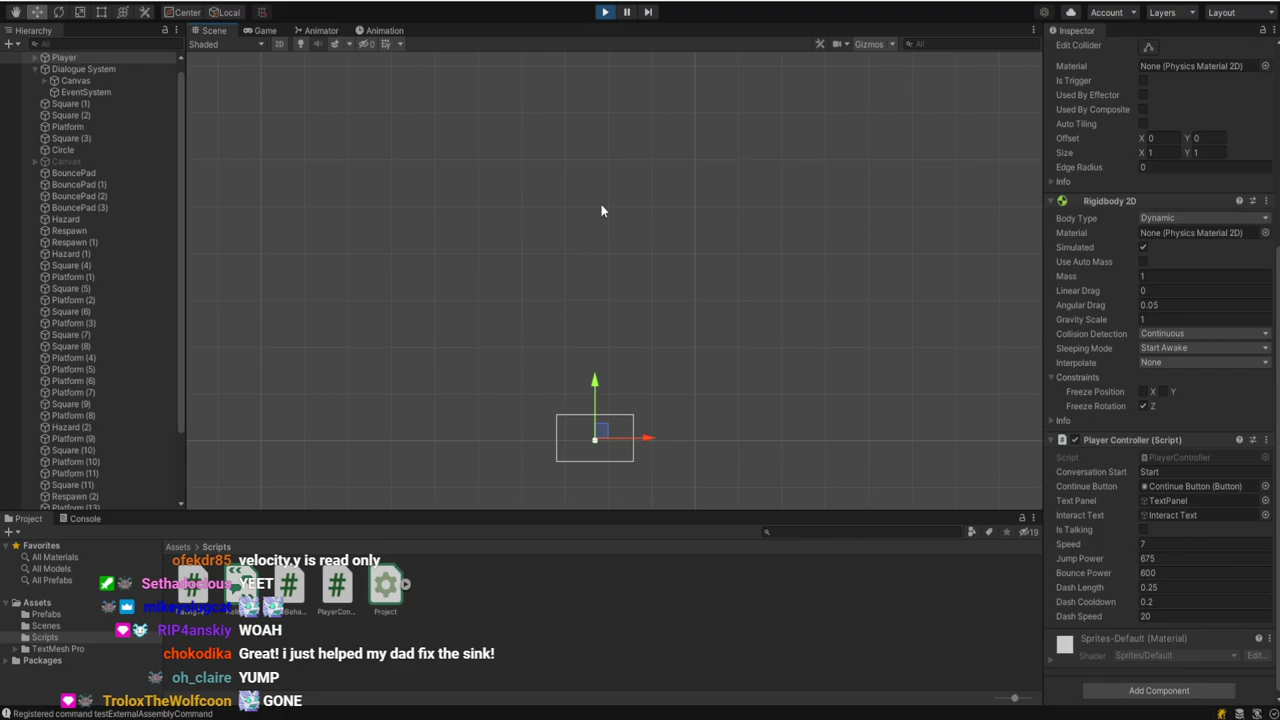 Center
Local
Account
Layers
Layout
Hierarchy
Scene
Game
Animator
Animation
Inspector
All
Shaded
2D
0
Gizmos
All
Player
Dialogue System
Canvas
EventSystem
Square (1)
Square (2)
Platform
Square (3)
Circle
Canvas
BouncePad
BouncePad (1)
BouncePad (2)
BouncePad (3)
Hazard
Respawn
Respawn (1)
Hazard (1)
Square (4)
Platform (1)
Square (5)
Platform (2)
Square (6)
Platform (3)
Square (7)
Square (8)
Platform (4)
Platform (5)
Platform (6)
Platform (7)
Square (9)
Platform (8)
Hazard (2)
Platform (9)
Square (10)
Platform (10)
Platform (11)
Square (11)
Respawn (2)
Platform (13)
Edit Collider
Material None (Physics Material 2D)
Is Trigger
Used By Effector
Used By Composite
Auto Tiling
Offset X 0 Y 0
Size X 1 Y 1
Edge Radius 0
Info
Rigidbody 2D
Body Type Dynamic
Material None (Physics Material 2D)
Simulated
Use Auto Mass
Mass 1
Linear Drag 0
Angular Drag 0.05
Gravity Scale 1
Collision Detection Continuous
Sleeping Mode Start Awake
Interpolate None
Constraints
Freeze Position X Y
Freeze Rotation Z
Info
Player Controller (Script)
Script PlayerController
Conversation Start Start
Continue Button Continue Button (Button)
Text Panel TextPanel
Interact Text Interact Text
Is Talking
Speed 7
Jump Power 675
Bounce Power 600
Dash Length 0.25
Dash Cooldown 0.2
Dash Speed 20
Sprites-Default (Material)
Shader Sprites/Default Edit...
Add Component
Project
Console
19
Favorites
All Materials
All Models
All Prefabs
Assets
Prefabs
Scenes
Scripts
TextMesh Pro
Packages
Assets Scripts
PlayerCon...
Project
ofekdr85 velocity.y is read only
Sethadocious YEET
mikeyskygcat
RIP4anskiy WOAH
chokodika Great! i just helped my dad fix the sink!
oh_claire YUMP
TroloxTheWolfcoon GONE
Registered command testExternalAssemblyCommand